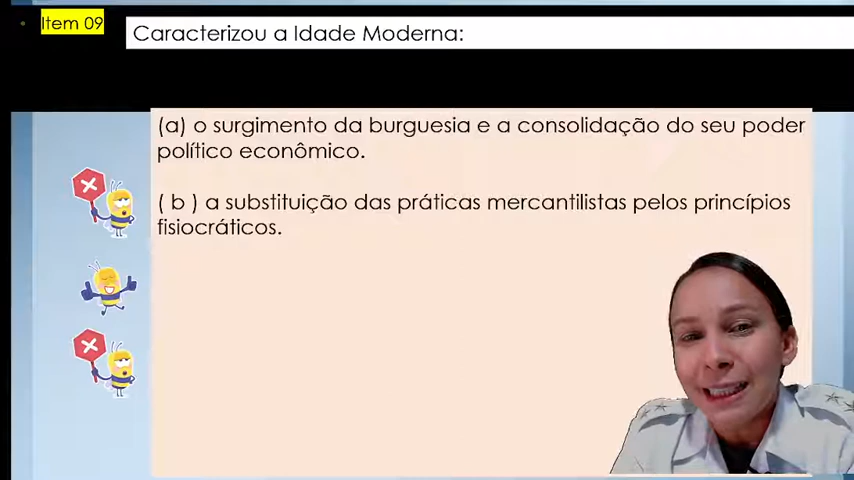 Item 09
Caracterizou a Idade Moderna:
(a) o surgimento da burguesia e a consolidação do seu poder
político econômico.
( b ) a substituição das práticas mercantilistas pelos princípios
fisiocráticos.